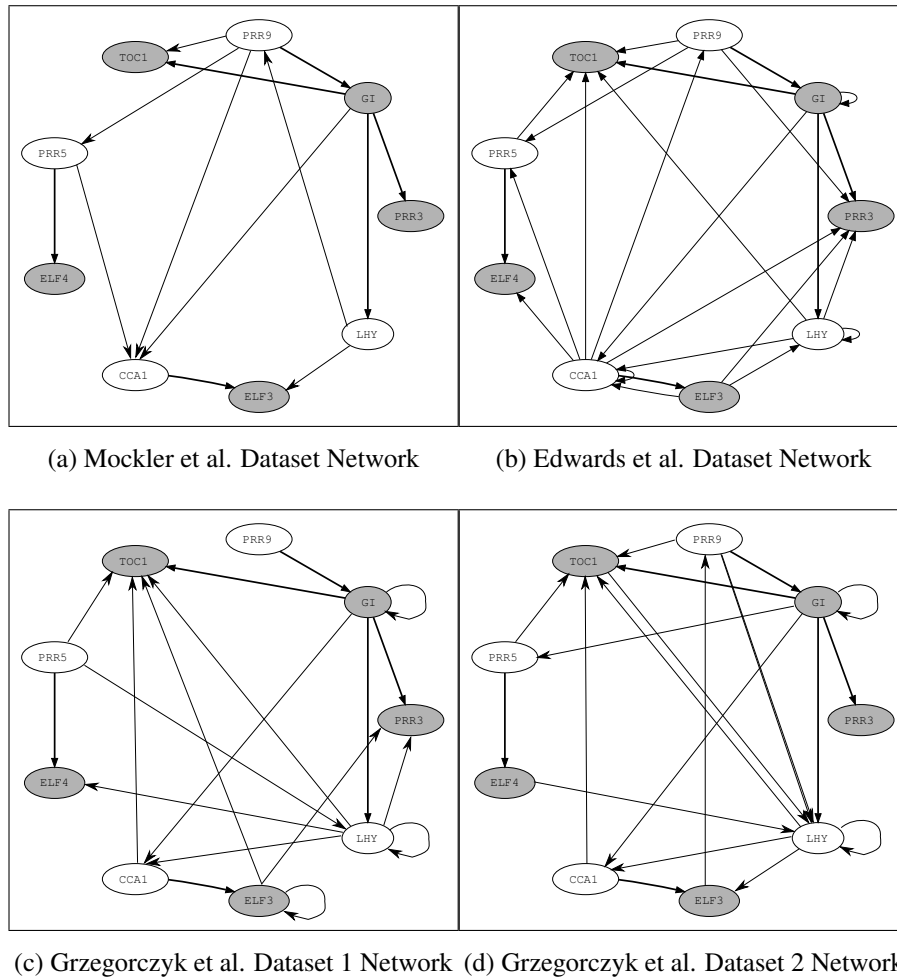 PRR9
TOC1
GI
PRR5
PRR3
ELF4
LHY
CCA1
ELF3
PRR9
TOC1
GI
PRR5
PRR3
ELF4
LHY
CCA1
ELF3
(a) Mockler et al. Dataset Network
(b) Edwards et al. Dataset Network
PRR9
TOC1
GI
PRR5
PRR3
ELF4
LHY
CCA1
ELF3
PRR9
TOC1
GI
PRR5
PRR3
ELF4
LHY
CCA1
ELF3
(c) Grzegorczyk et al. Dataset 1 Network
(d) Grzegorczyk et al. Dataset 2 Network